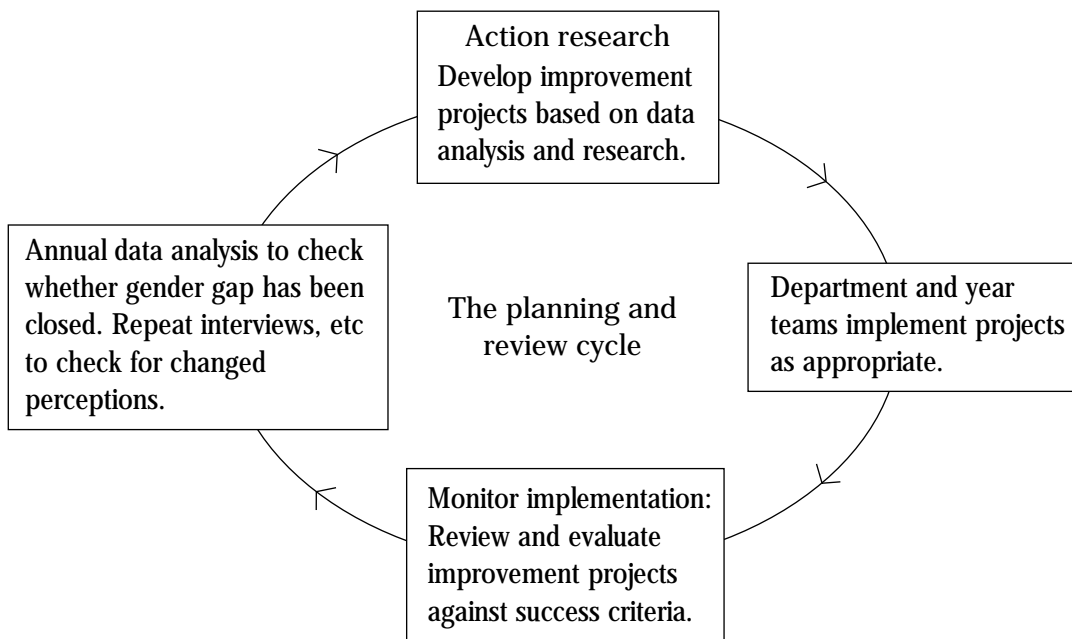 Action research
Develop improvement
projects based on data
analysis and research.
Annual data analysis to check
whether gender gap has been
closed. Repeat interviews, etc
to check for changed
perceptions.
The planning and
review cycle
Department and year
teams implement projects
as appropriate.
Monitor implementation:
Review and evaluate
improvement projects
against success criteria.